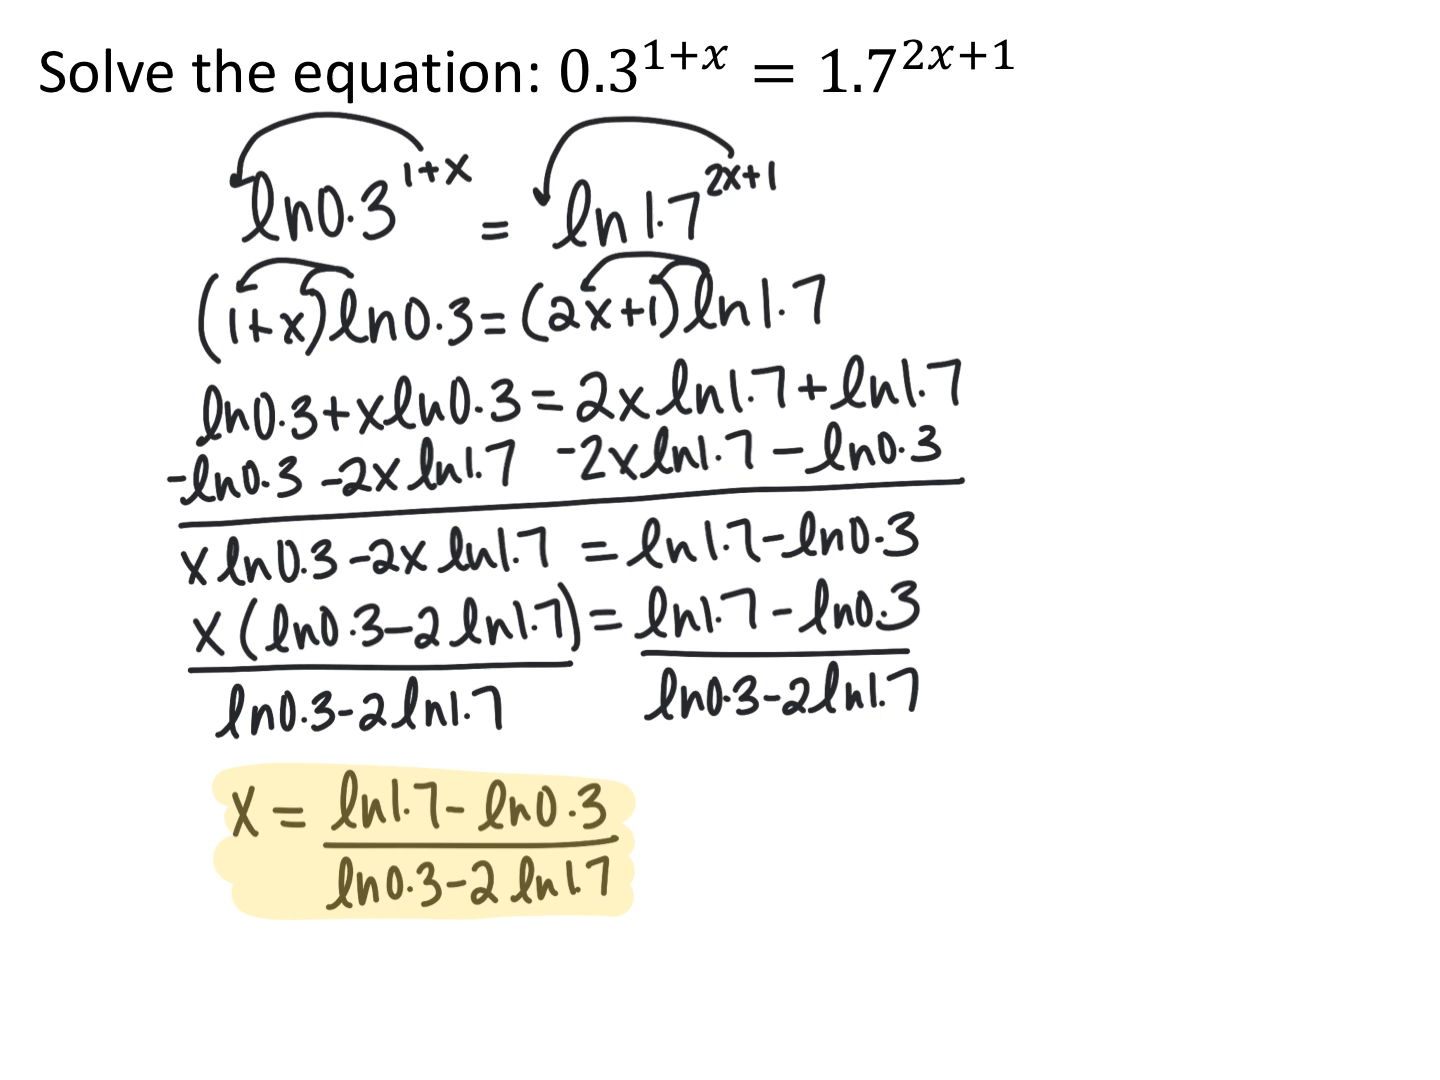 Solve the equation: 0.3^{1+x} = 1.7^{2x+1}
ln0.3^{1+x} = ln1.7^{2x+1}
(1+x)ln0.3=(2x+1)ln1.7
ln0.3+xln0.3=2xln1.7+ln1.7
-ln0.3-2xln1.7 -2xln1.7-ln0.3
xln0.3-2xln1.7=ln1.7-ln0.3
x(ln0.3-2ln1.7)=ln1.7-ln0.3
ln0.3-2ln1.7 ln0.3-2ln1.7
x= ln1.7-ln0.3
ln0.3-2ln1.7